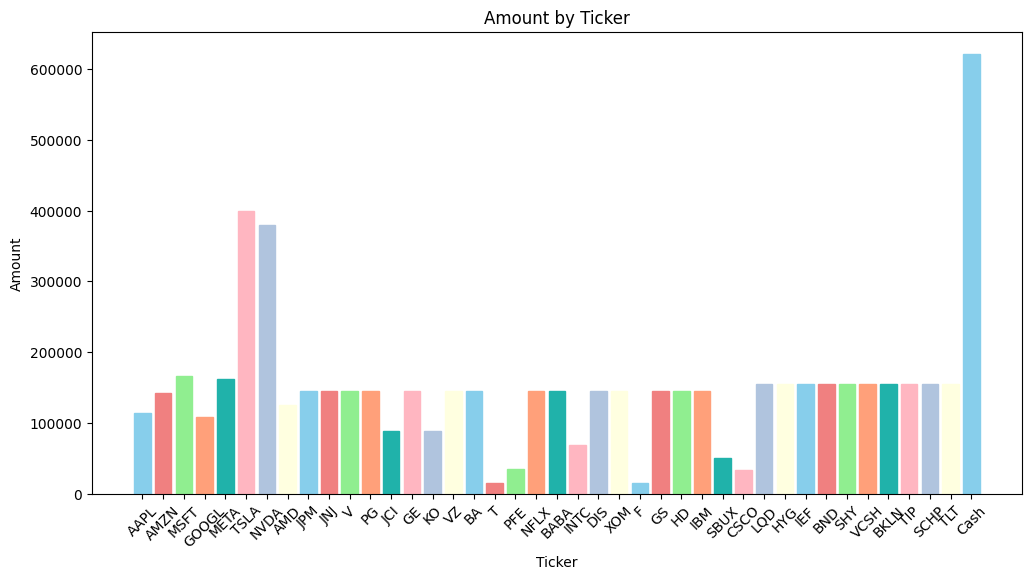 Amount by Ticker
600000
500000
400000
300000
200000
100000
0
Amount
AAPL
AMZN
MSFT
GOOGL
META
TSLA
NVDA
AMD
JPM
JNJ
V
PG
JCI
GE
KO
VZ
BA
T
PFE
NFLX
BABA
INTC
DIS
XOM
F
GS
HD
IBM
SBUX
CSCO
LQD
HYG
IEF
BND
SHY
VCSH
BKLN
TIP
SCHP
TLT
Cash
Ticker